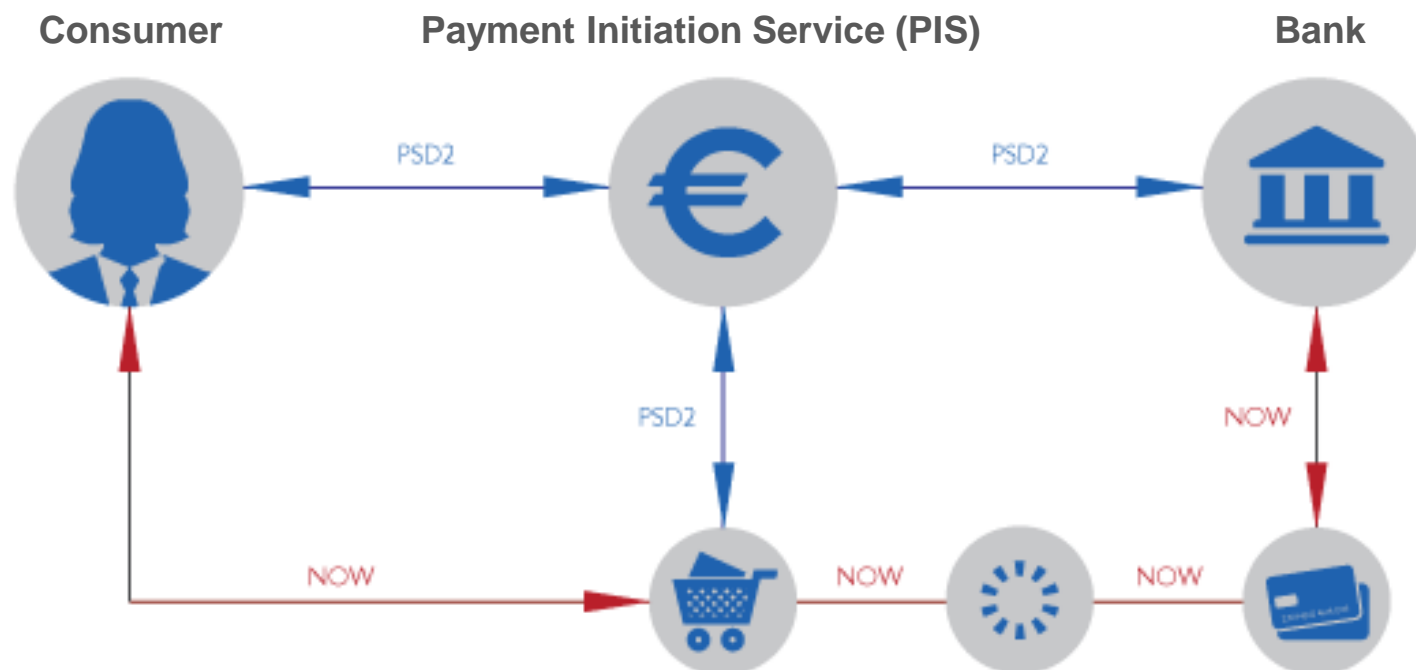 Consumer
Payment Initiation Service (PIS)
Bank
PSD2
PSD2
PSD2
NOW
NOW
NOW
NOW